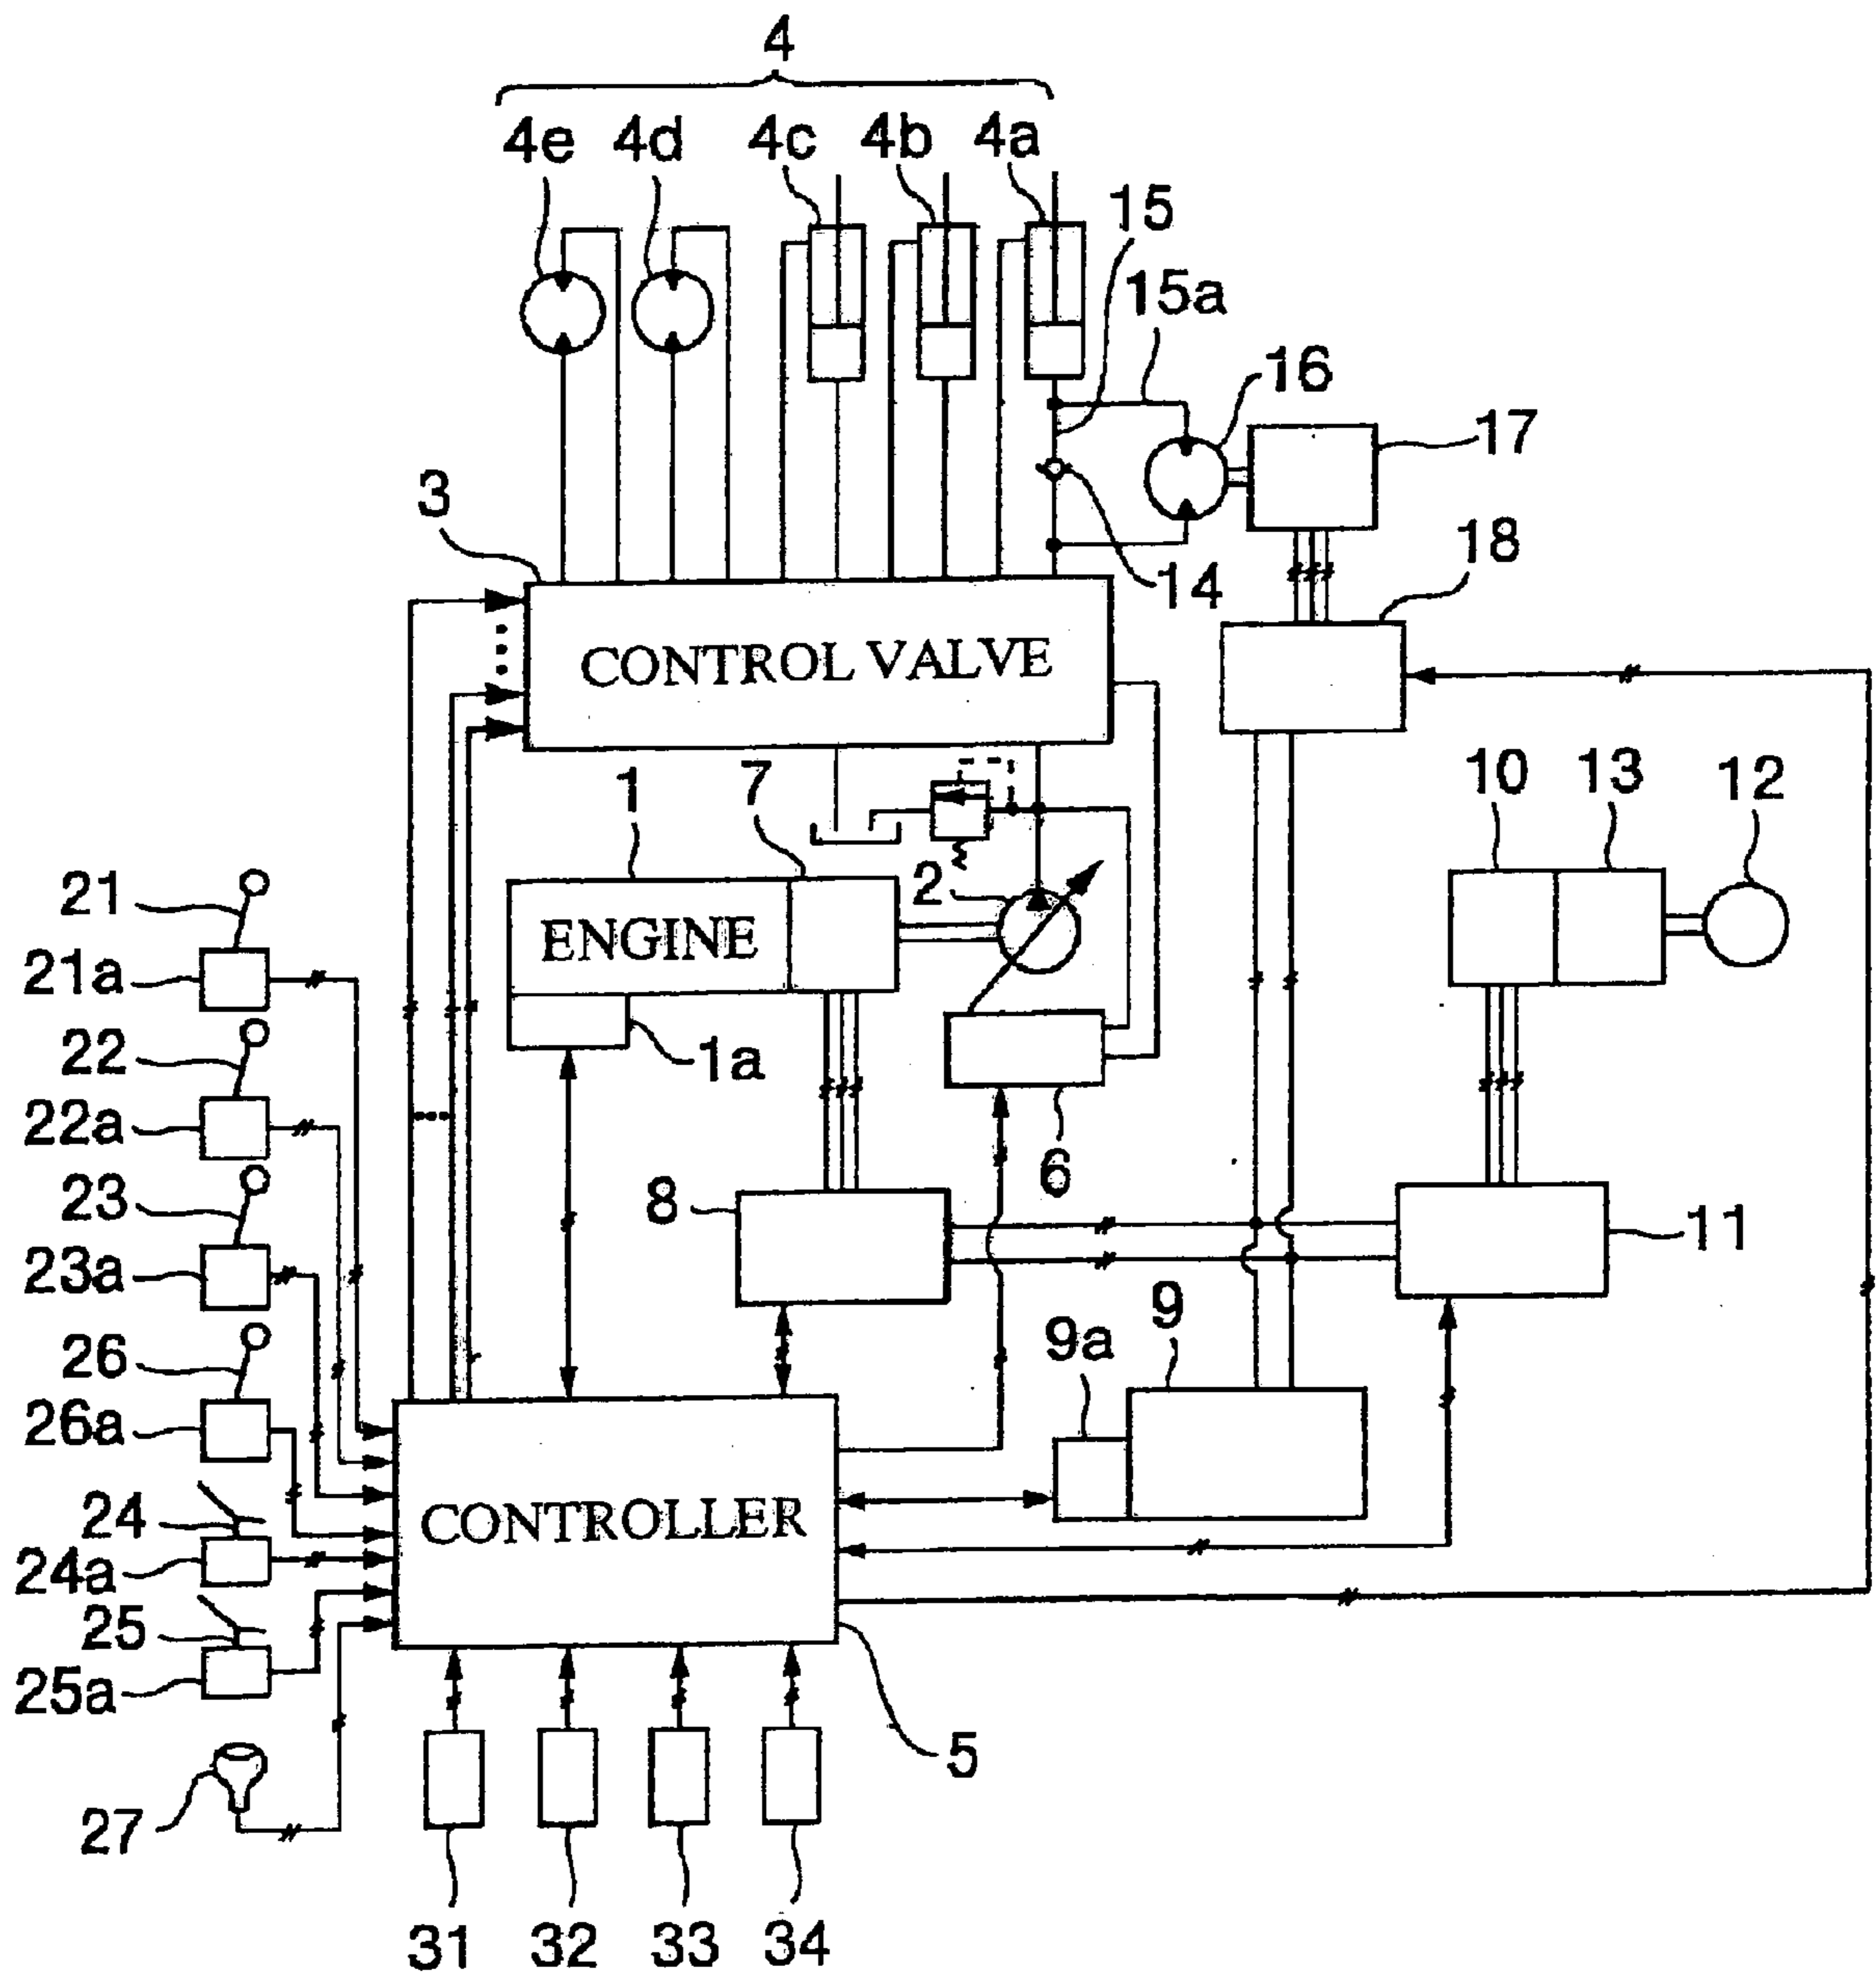 4
4e 4d 4c 4b 4a
15
15a
16
17
3
18
14
CONTROL VALVE
1 7
10 13 12
2
21
ENGINE
21a
22
1a
22a
6
23
8
11
23a
9a 9
26
26a
24
CONTROLLER
24a
25
25a
5
27
31 32 33 34